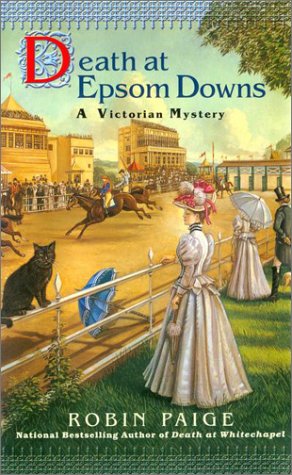 Death at
Epsom Downs
A Victorian Mystery
ROBIN PAIGE
National Bestselling Author of Death at Whitechapel